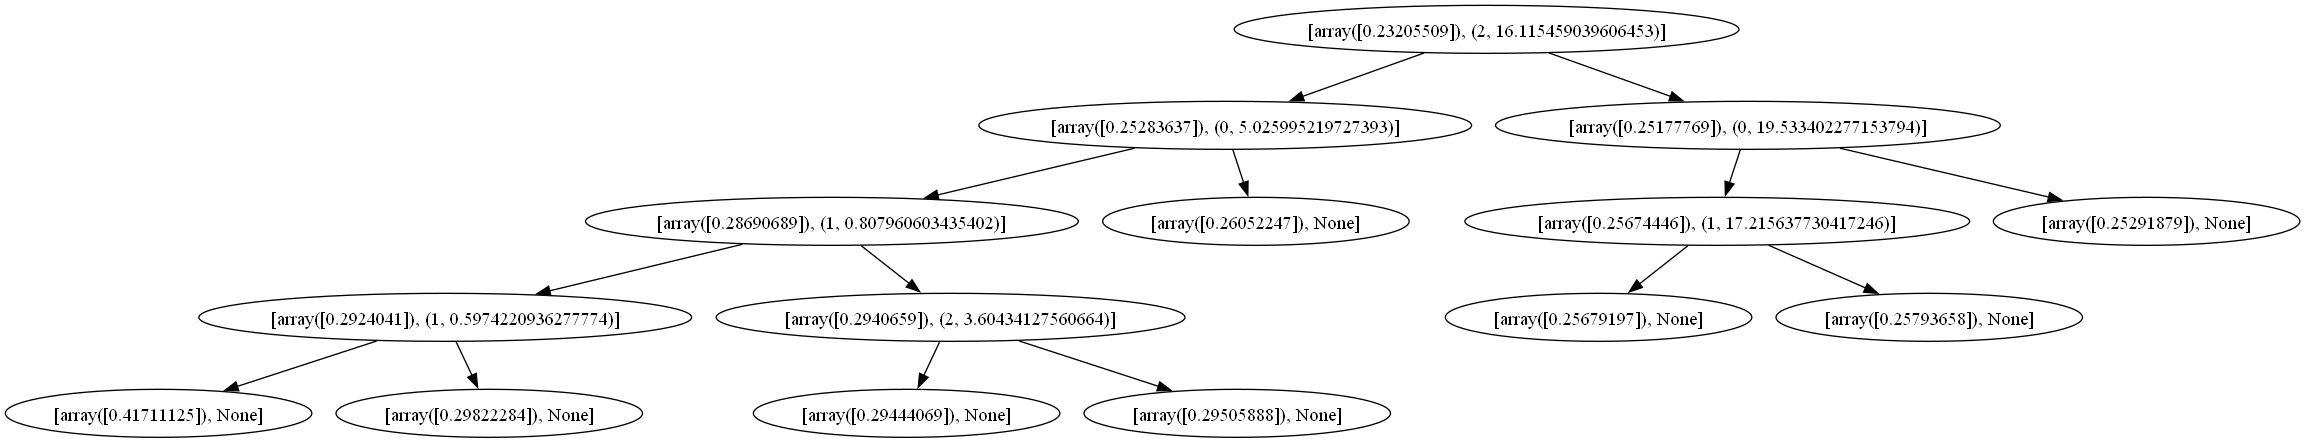 [array([0.23205509]), (2, 16.115459039606453)]
[array([0.25283637]), (0, 5.025995219727393)]
[array([0.25177769]), (0, 19.533402277153794)]
[array([0.28690689]), (1, 0.807960603435402)]
[array([0.26052247]), None]
[array([0.25674446]), (1, 17.215637730417246)]
[array([0.25291879]), None]
[array([0.2924041]), (1, 0.5974220936277774)]
[array([0.2940659]), (2, 3.60434127560664)]
[array([0.25679197]), None]
[array([0.25793658]), None]
[array([0.41711125]), None]
[array([0.29822284]), None]
[array([0.29444069]), None]
[array([0.29505888]), None]